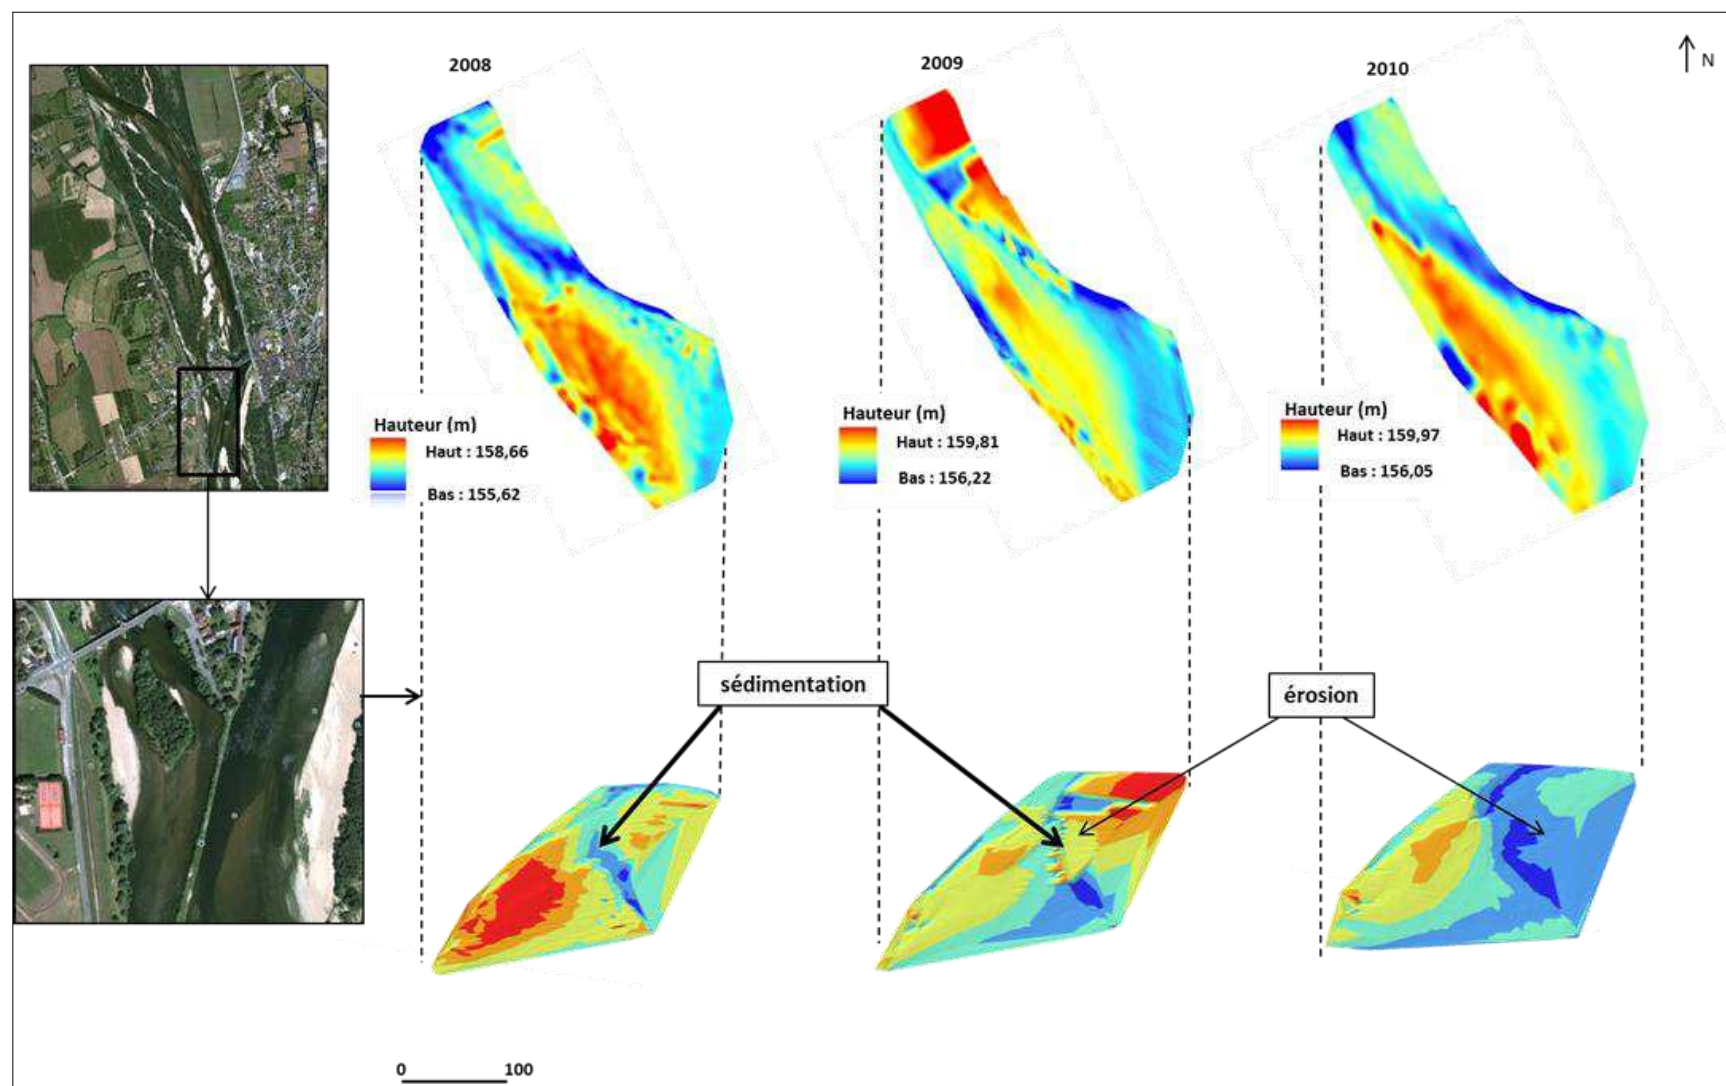 2008
2009
2010
N
Hauteur (m)
Haut : 158,66
Bas : 155,62
Hauteur (m)
Haut : 159,81
Bas : 156,22
Hauteur (m)
Haut : 159,97
Bas : 156,05
sédimentation
érosion
0 100